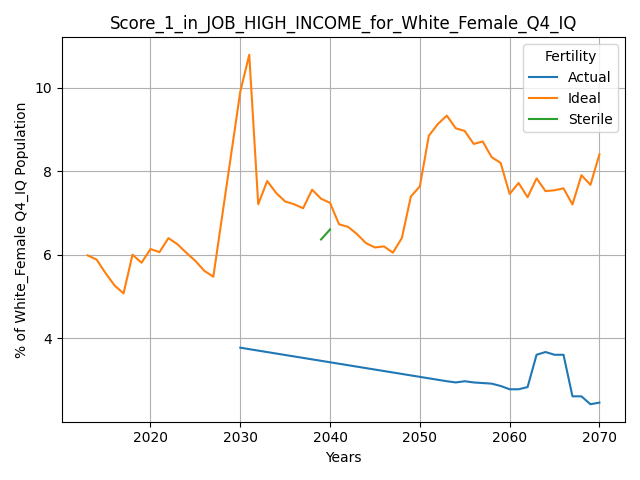 Score_1_in_JOB_HIGH_INCOME_for_White_Female_Q4_IQ
Fertility
Actual
Ideal
Sterile
% of White_Female Q4_IQ Population
10
8
6
4
2020
2030
2040
2050
2060
2070
Years